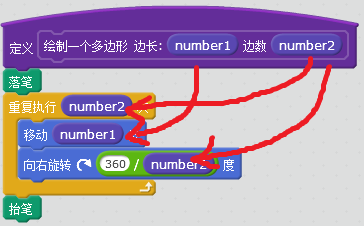 定义 绘制一个多边形 边长: number1 边数 number2
落笔
重复执行 number2
移动 number1
向右旋转 360 / number2 度
抬笔